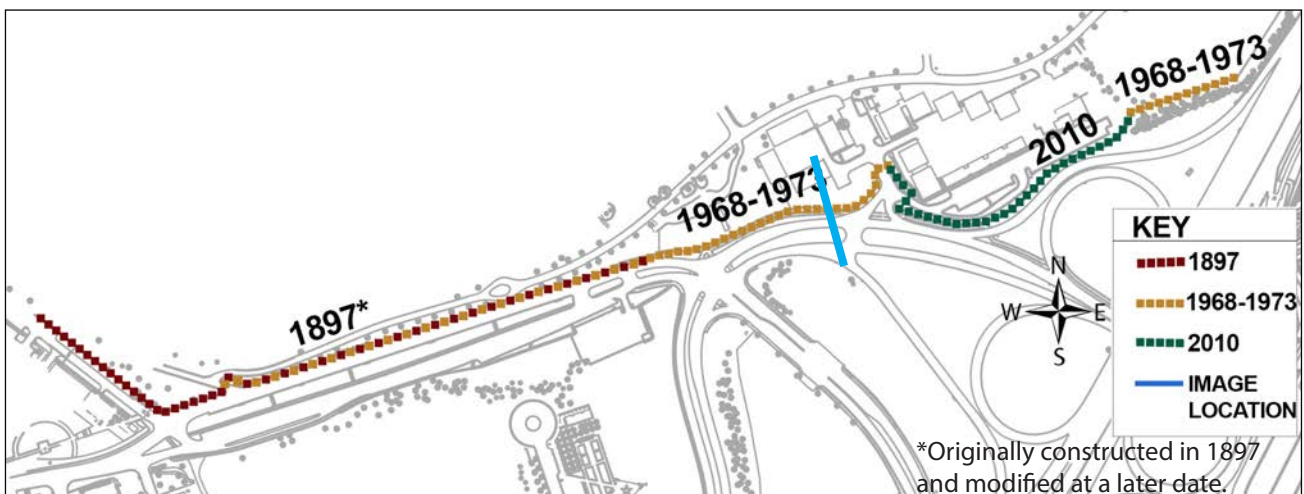 1968-1973
2010
1968-1973
1897*
KEY
1897
1968-1973
2010
IMAGE
LOCATION
N
W
E
S
*Originally constructed in 1897
and modified at a later date.